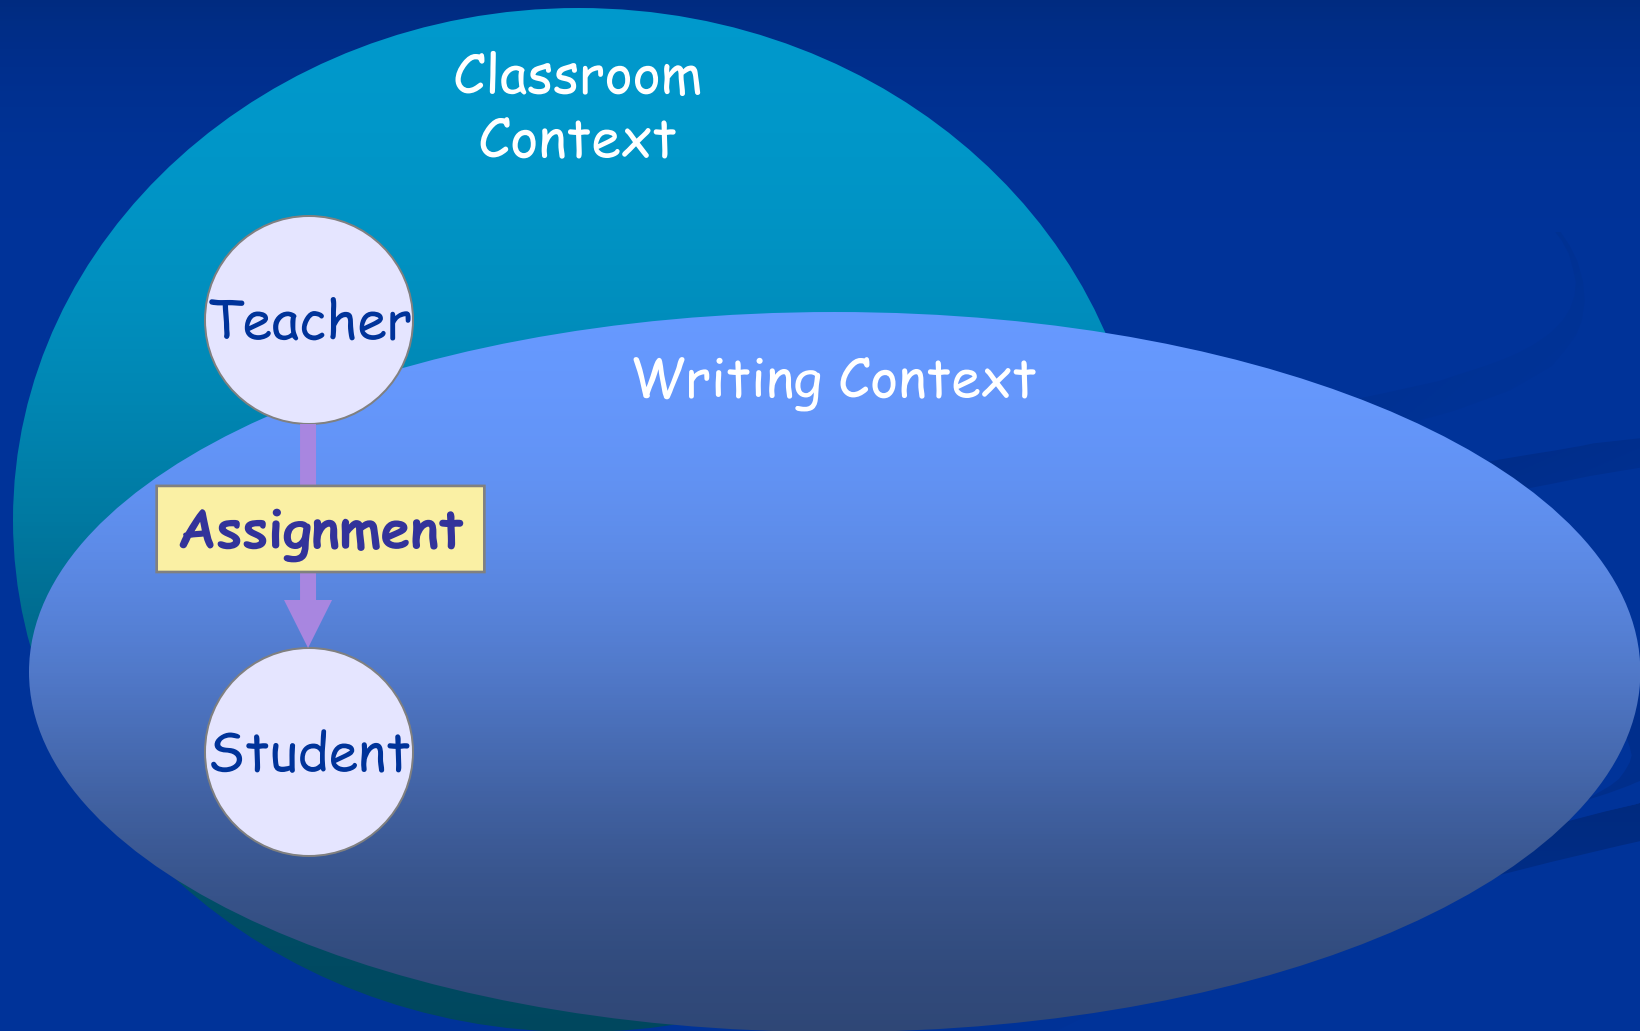 Classroom
Context
Teacher
Writing Context
Assignment
Student